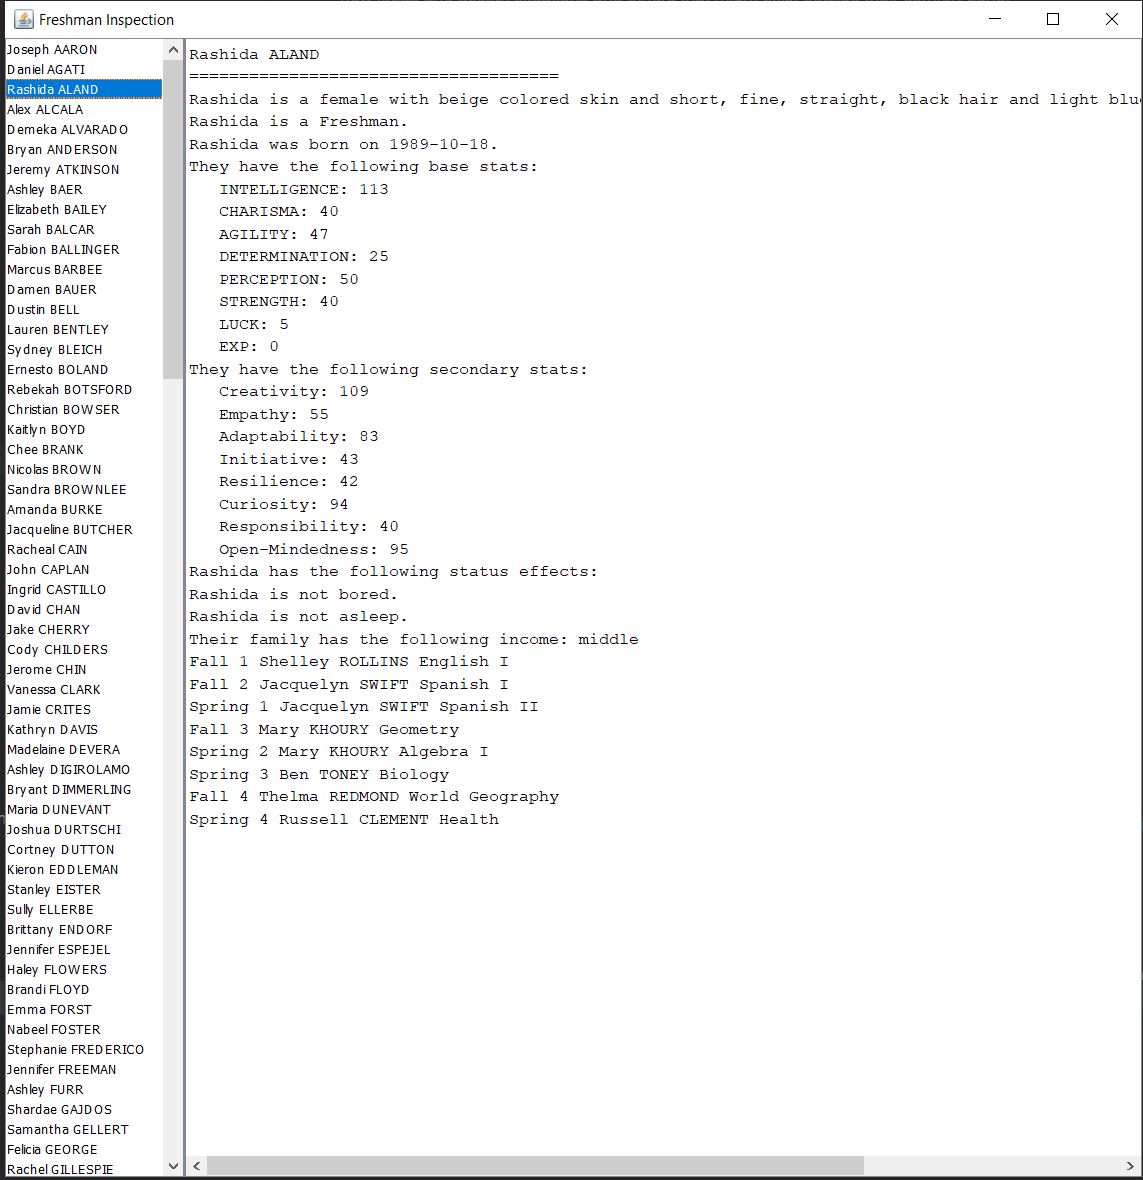 Freshman Inspection
Joseph AARON
Daniel AGATI
Rashida ALAND
Alex ALCALA
Demeka ALVARADO
Bryan ANDERSON
Jeremy ATKINSON
Ashley BAER
Elizabeth BAILEY
Sarah BALCAR
Fabion BALLINGER
Marcus BARBEE
Damen BAUER
Dustin BELL
Lauren BENTLEY
Sydney BLEICH
Ernesto BOLAND
Rebekah BOTSFORD
Christian BOWSER
Kaitlyn BOYD
Chee BRANK
Nicolas BROWN
Sandra BROWNLEE
Amanda BURKE
Jacqueline BUTCHER
Racheal CAIN
John CAPLAN
Ingrid CASTILLO
David CHAN
Jake CHERRY
Cody CHILDERS
Jerome CHIN
Vanessa CLARK
Jamie CRITES
Kathryn DAVIS
Madelaine DEVERA
Ashley DIGIROLAMO
Bryant DIMMERLING
Maria DUNEVANT
Joshua DURTSCHI
Cortney DUTTON
Kieron EDDLEMAN
Stanley EISTER
Sully ELLERBE
Brittany ENDORF
Jennifer ESPEJEL
Haley FLOWERS
Brandi FLOYD
Emma FORST
Nabeel FOSTER
Stephanie FREDERICO
Jennifer FREEMAN
Ashley FURR
Shardae GAJDOS
Samantha GELLERT
Felicia GEORGE
Rachel GILLESPIE
Rashida ALAND
=====================================
Rashida is a female with beige colored skin and short, fine, straight, black hair and light blu
Rashida is a Freshman.
Rashida was born on 1989-10-18.
They have the following base stats:
INTELLIGENCE: 113
CHARISMA: 40
AGILITY: 47
DETERMINATION: 25
PERCEPTION: 50
STRENGTH: 40
LUCK: 5
EXP: 0
They have the following secondary stats:
Creativity: 109
Empathy: 55
Adaptability: 83
Initiative: 43
Resilience: 42
Curiosity: 94
Responsibility: 40
Open-Mindedness: 95
Rashida has the following status effects:
Rashida is not bored.
Rashida is not asleep.
Their family has the following income: middle
Fall 1 Shelley ROLLINS English I
Fall 2 Jacquelyn SWIFT Spanish I
Spring 1 Jacquelyn SWIFT Spanish II
Fall 3 Mary KHOURY Geometry
Spring 2 Mary KHOURY Algebra I
Spring 3 Ben TONEY Biology
Fall 4 Thelma REDMOND World Geography
Spring 4 Russell CLEMENT Health